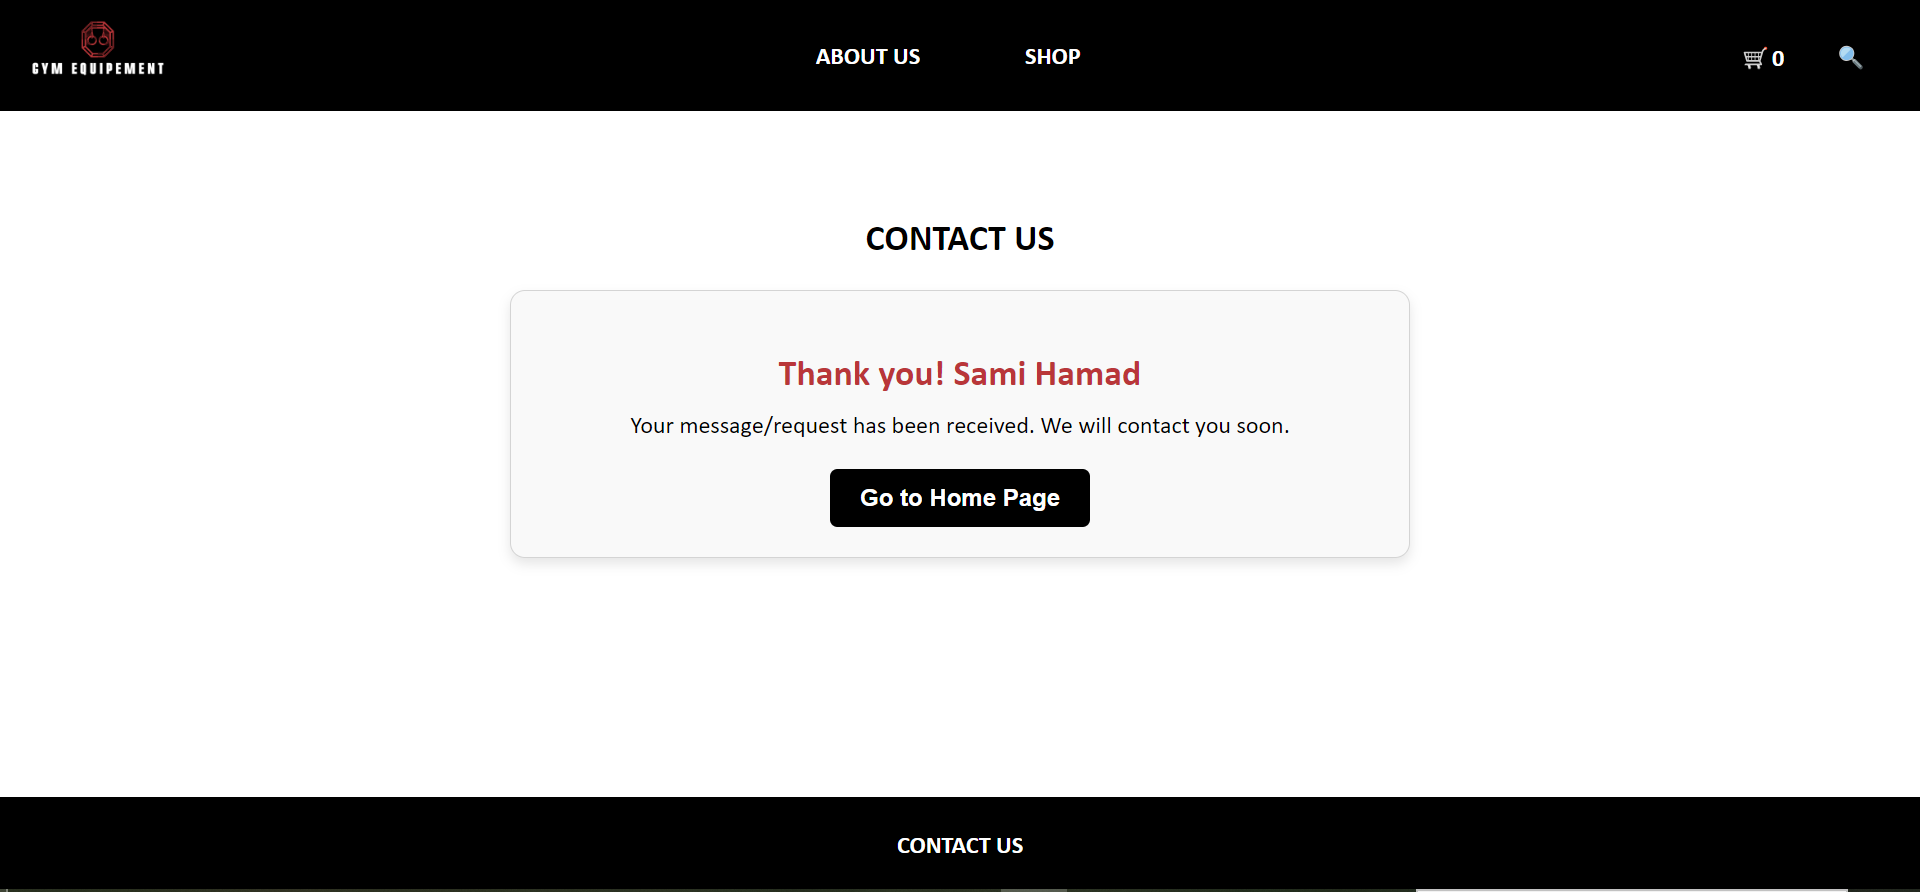 GYM EQUIPEMENT
ABOUT US
SHOP
0
CONTACT US
Thank you! Sami Hamad
Your message/request has been received. We will contact you soon.
Go to Home Page
CONTACT US